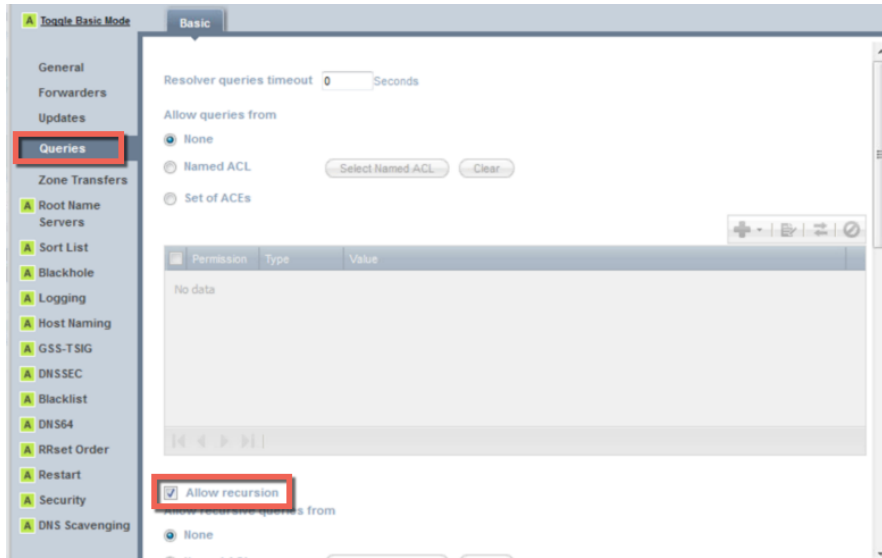 A Toggle Basic Mode
Basic
General
Forwarders
Updates
Queries
Zone Transfers
A Root Name
Servers
A Sort List
A Blackhole
A Logging
A Host Naming
A GSS-TSIG
A DNSSEC
A Blacklist
A DNS64
A RRset Order
A Restart
A Security
A DNS Scavenging
Resolver queries timeout 0 Seconds
Allow queries from
None
Named ACL Select Named ACL Clear
Set of ACEs
Permission Type Value
No data
Allow recursion
Allow recursive queries from
None